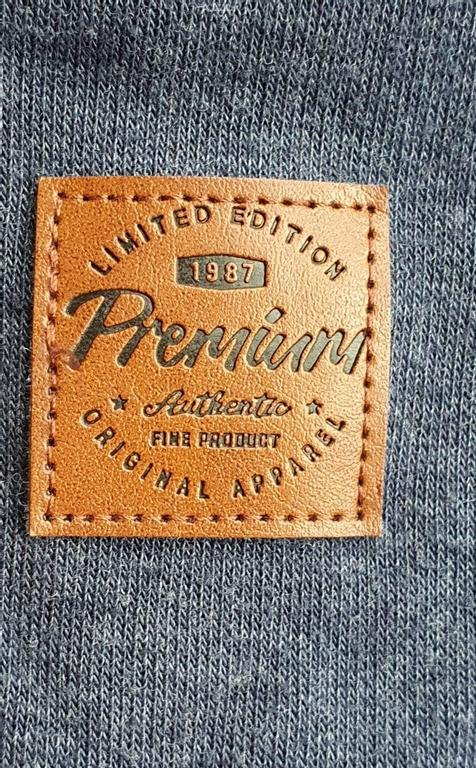 LIMITED EDITION
1987
Premium
Authentic
FINE PRODUCT
ORIGINAL APPAREL